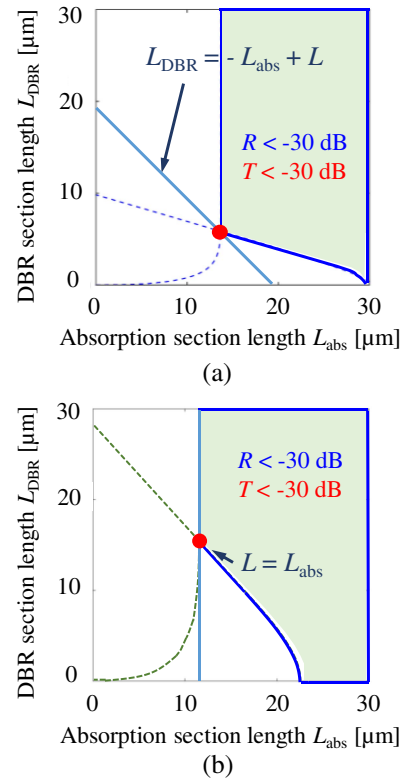 30
20
10
0
DBR section length L_DBR [μm]
L_DBR = - L_abs + L
R < -30 dB
T < -30 dB
0 10 20 30
Absorption section length L_abs [μm]
(a)
30
20
10
0
DBR section length L_DBR [μm]
R < -30 dB
T < -30 dB
L = L_abs
0 10 20 30
Absorption section length L_abs [μm]
(b)